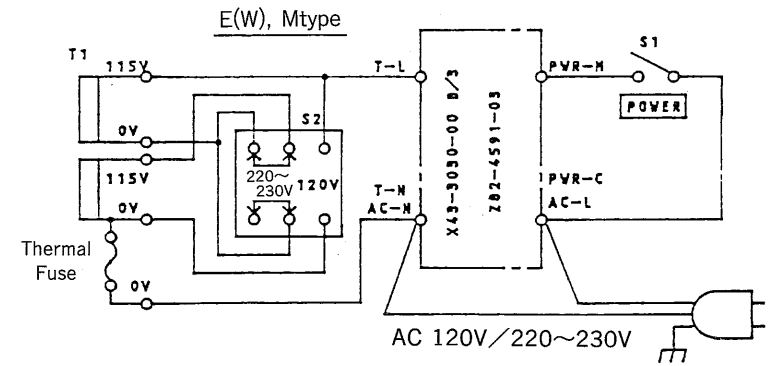 E(W), Mtype
T1
115V
0V
115V
0V
Thermal
Fuse
0V
S2
220～
230V
120V
T-L
T-N
AC-N
X43-3030-00 D/3
Z82-4591-03
PWR-M
PWR-C
AC-L
S1
POWER
AC 120V／220～230V